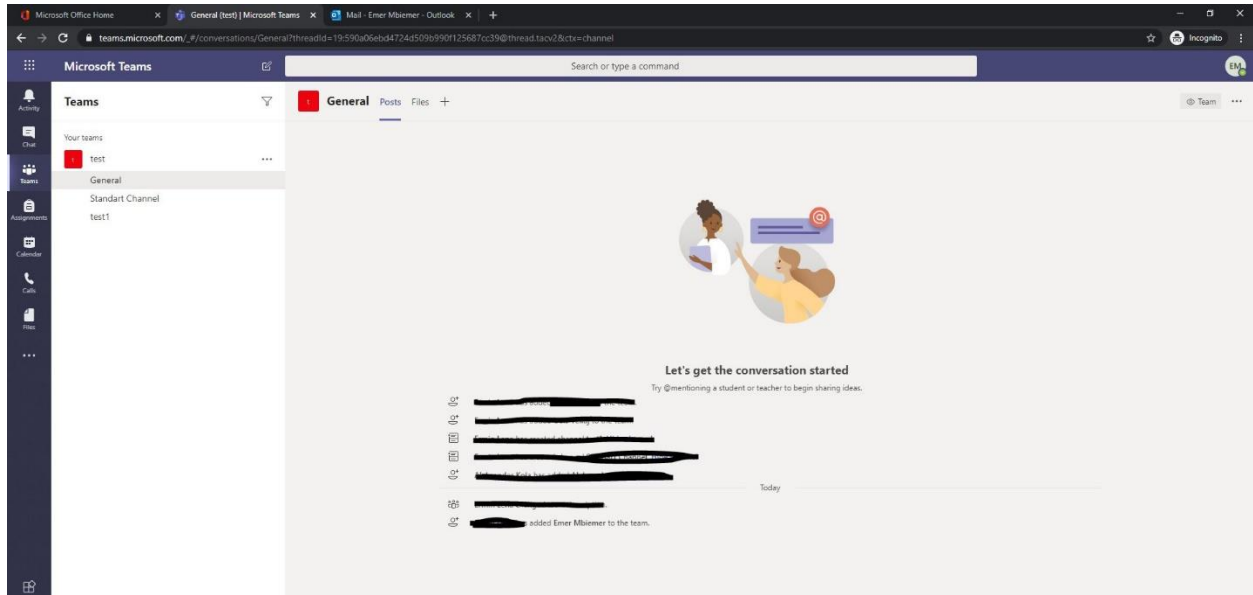 Microsoft Office Home
General (test) | Microsoft Teams
Mail - Emer Mbiemer - Outlook
teams.microsoft.com/_#/conversations/General?threadId=19:590a06ebd4724d509b990f125687cc39@thread.tacv2&ctx=channel
Incognito
Microsoft Teams
Search or type a command
EM
Activity
Chat
Teams
Assignments
Calendar
Calls
Files
Teams
Your teams
test
General
Standart Channel
test1
General Posts Files
Team
Let's get the conversation started
Try @mentioning a student or teacher to begin sharing ideas.
Today
added Emer Mbiemer to the team.